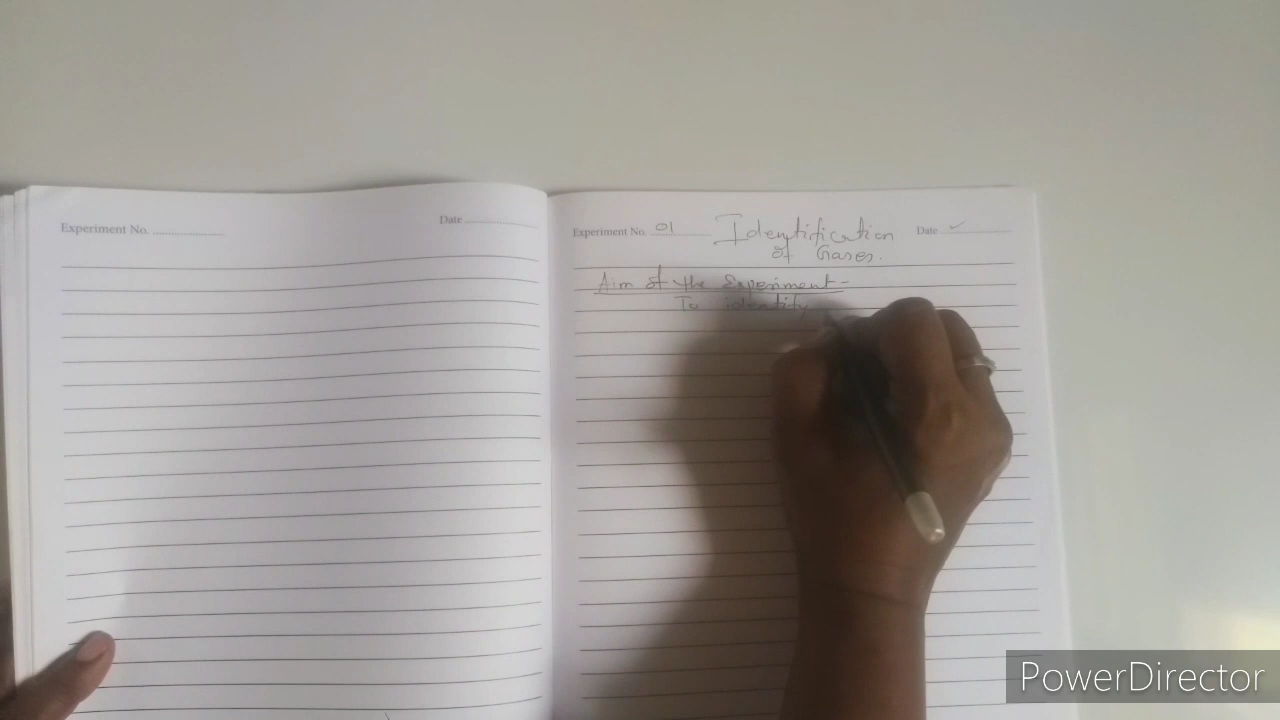 Experiment No. ....................
Date ....................
Experiment No. 01
Identification
of Gases.
Date ✓
Aim of the Experiment-
To identify
PowerDirector